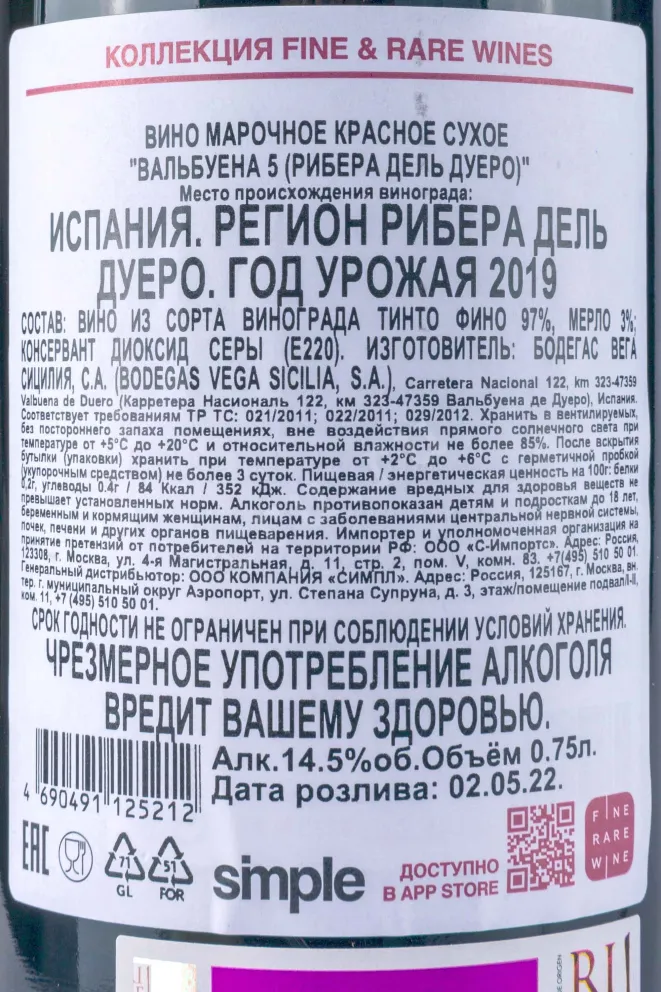 КОЛЛЕКЦИЯ FINE & RARE WINES
ВИНО МАРОЧНОЕ КРАСНОЕ СУХОЕ
"ВАЛЬБУЕНА 5 (РИБЕРА ДЕЛЬ ДУЕРО)"
Место происхождения винограда:
ИСПАНИЯ. РЕГИОН РИБЕРА ДЕЛЬ
ДУЕРО. ГОД УРОЖАЯ 2019
СОСТАВ: ВИНО ИЗ СОРТА ВИНОГРАДА ТИНТО ФИНО 97%, МЕРЛО 3%;
КОНСЕРВАНТ ДИОКСИД СЕРЫ (E220). ИЗГОТОВИТЕЛЬ: БОДЕГАС ВЕГА
СИЦИЛИЯ, С.А. (BODEGAS VEGA SICILIA, S.A.), Carretera Nacional 122, km 323-47359
Valbuena de Duero (Карретера Насиональ 122, км 323-47359 Вальбуена де Дуеро), Испания.
Соответствует требованиям ТР ТС: 021/2011; 022/2011; 029/2012. Хранить в вентилируемых,
без постороннего запаха помещениях, вне воздействия прямого солнечного света при
температуре от +5°C до +20°C и относительной влажности не более 85%. После вскрытия
бутылки (упаковки) хранить при температуре от +2°C до +6°C с герметичной пробкой
(укупорочным средством) не более 3 суток. Пищевая / энергетическая ценность на 100г: белки
0,2г, углеводы 0.4г / 84 Ккал / 352 кДж. Содержание вредных для здоровья веществ не
превышает установленных норм. Алкоголь противопоказан детям и подросткам до 18 лет,
беременным и кормящим женщинам, лицам с заболеваниями центральной нервной системы,
почек, печени и других органов пищеварения. Импортер и уполномоченная организация на
принятие претензий от потребителей на территории РФ: ООО «С-Импортс». Адрес: Россия,
123308, г. Москва, ул. 4-я Магистральная, д. 11, стр. 2, пом. V, комн. 83. +7(495) 510 50 01.
Генеральный дистрибьютор: ООО КОМПАНИЯ «СИМПЛ». Адрес: Россия, 125167, г. Москва, вн.
тер. г. муниципальный округ Аэропорт, ул. Степана Супруна, д. 3, этаж/помещение подвал/I-II,
ком. 11, +7 (495) 510 50 01.
СРОК ГОДНОСТИ НЕ ОГРАНИЧЕН ПРИ СОБЛЮДЕНИИ УСЛОВИЙ ХРАНЕНИЯ.
ЧРЕЗМЕРНОЕ УПОТРЕБЛЕНИЕ АЛКОГОЛЯ
ВРЕДИТ ВАШЕМУ ЗДОРОВЬЮ.
Алк.14.5%об.Объём 0.75л.
Дата розлива: 02.05.22.
4 690491 125212
EAC
71
GL
51
FOR
simple
ДОСТУПНО
В APP STORE
FINE
RARE
WINE